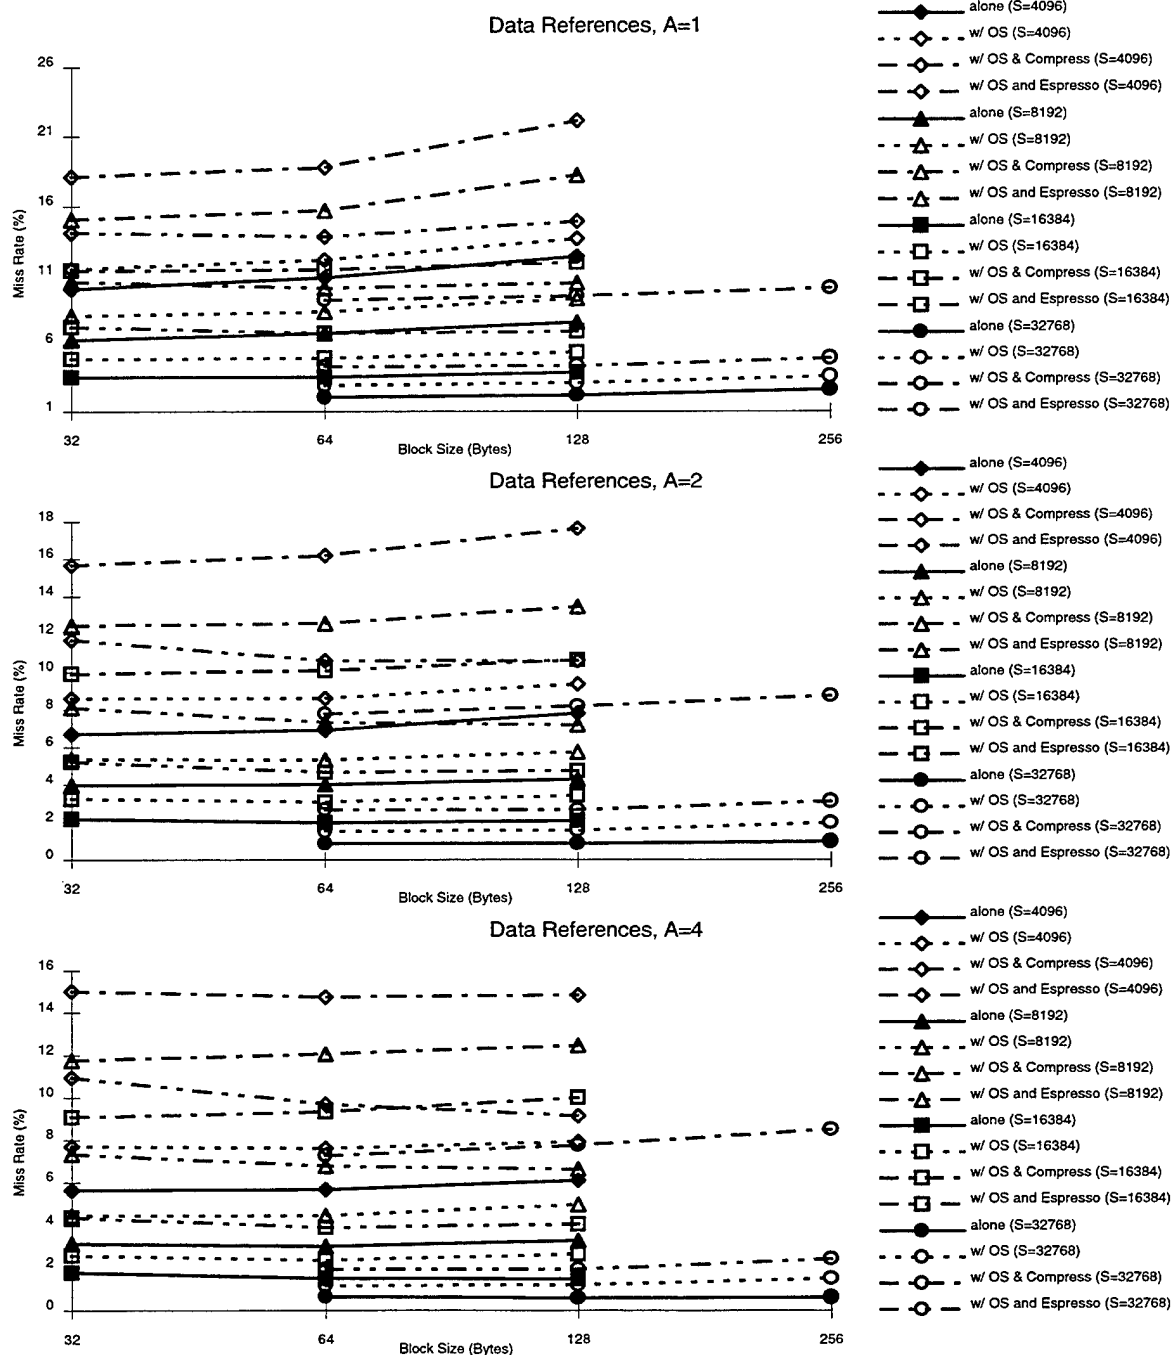 Data References, A=1
26
21
16
11
6
1
Miss Rate (%)
32
64
128
256
Block Size (Bytes)
alone (S=4096)
w/ OS (S=4096)
w/ OS & Compress (S=4096)
w/ OS and Espresso (S=4096)
alone (S=8192)
w/ OS (S=8192)
w/ OS & Compress (S=8192)
w/ OS and Espresso (S=8192)
alone (S=16384)
w/ OS (S=16384)
w/ OS & Compress (S=16384)
w/ OS and Espresso (S=16384)
alone (S=32768)
w/ OS (S=32768)
w/ OS & Compress (S=32768)
w/ OS and Espresso (S=32768)
Data References, A=2
18
16
14
12
10
8
6
4
2
0
Miss Rate (%)
32
64
128
256
Block Size (Bytes)
alone (S=4096)
w/ OS (S=4096)
w/ OS & Compress (S=4096)
w/ OS and Espresso (S=4096)
alone (S=8192)
w/ OS (S=8192)
w/ OS & Compress (S=8192)
w/ OS and Espresso (S=8192)
alone (S=16384)
w/ OS (S=16384)
w/ OS & Compress (S=16384)
w/ OS and Espresso (S=16384)
alone (S=32768)
w/ OS (S=32768)
w/ OS & Compress (S=32768)
w/ OS and Espresso (S=32768)
Data References, A=4
16
14
12
10
8
6
4
2
0
Miss Rate (%)
32
64
128
256
Block Size (Bytes)
alone (S=4096)
w/ OS (S=4096)
w/ OS & Compress (S=4096)
w/ OS and Espresso (S=4096)
alone (S=8192)
w/ OS (S=8192)
w/ OS & Compress (S=8192)
w/ OS and Espresso (S=8192)
alone (S=16384)
w/ OS (S=16384)
w/ OS & Compress (S=16384)
w/ OS and Espresso (S=16384)
alone (S=32768)
w/ OS (S=32768)
w/ OS & Compress (S=32768)
w/ OS and Espresso (S=32768)